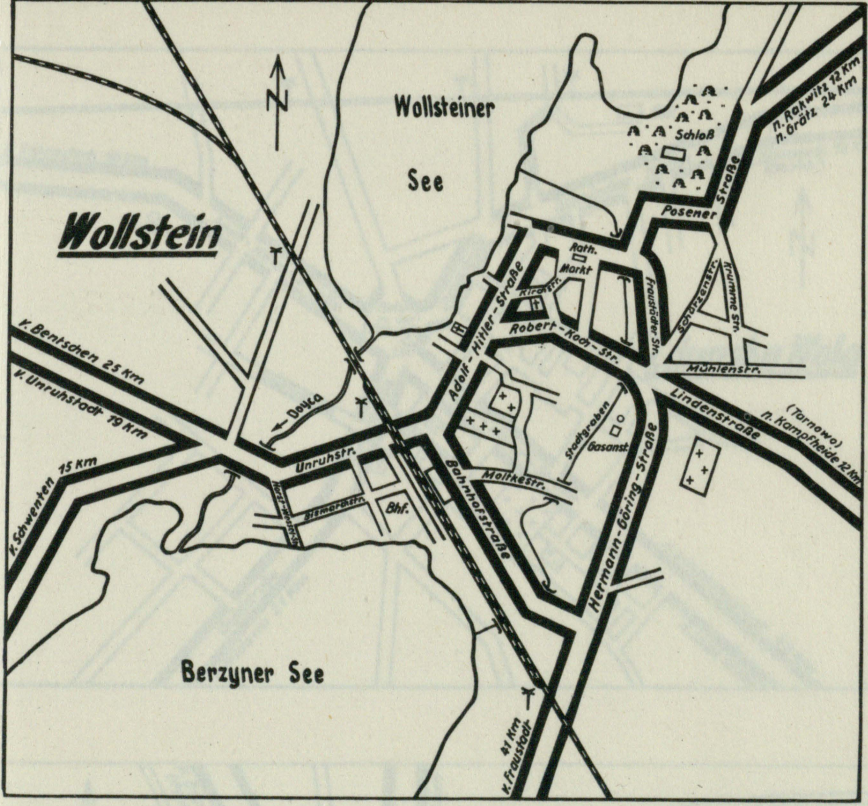 Wollstein
N
Wollsteiner
See
Schloß
n. Rakwitz 12 Km
n. Grätz 24 Km
Posener Straße
Rath.
Markt
Kirchstr.
Adolf-Hitler-Straße
Robert-Koch-Str.
Fraustädter Str.
Schürzenstr.
Krumme Str.
Mühlenstr.
Lindenstraße
(Tarnowo)
n. Kampfheide 12 Km
v. Bentschen 25 Km
v. Unruhstadt 19 Km
v. Schwenten 15 Km
Doyca
Unruhstr.
Bismarckstr.
Bhf.
Bahnhofstraße
Moltkestr.
Stadtgraben
Gasanst.
Hermann-Göring-Straße
Berzyner See
41 Km
v. Fraustadt